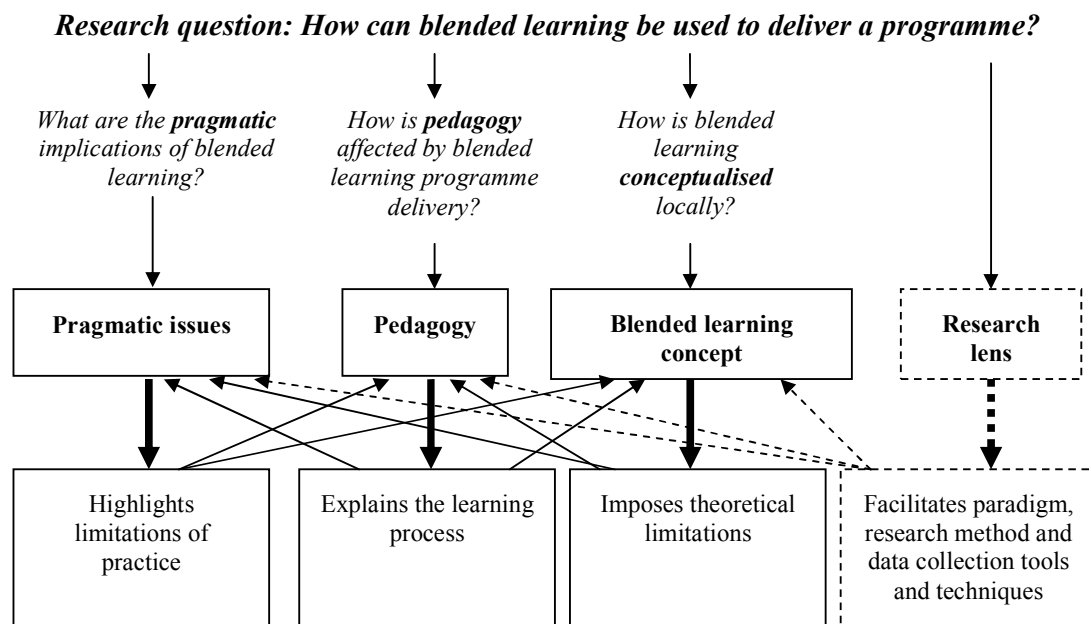 Research question: How can blended learning be used to deliver a programme?
What are the pragmatic
implications of blended
learning?
How is pedagogy
affected by blended
learning programme
delivery?
How is blended
learning
conceptualised
locally?
Pragmatic issues
Pedagogy
Blended learning
concept
Research
lens
Highlights
limitations of
practice
Explains the learning
process
Imposes theoretical
limitations
Facilitates paradigm,
research method and
data collection tools
and techniques